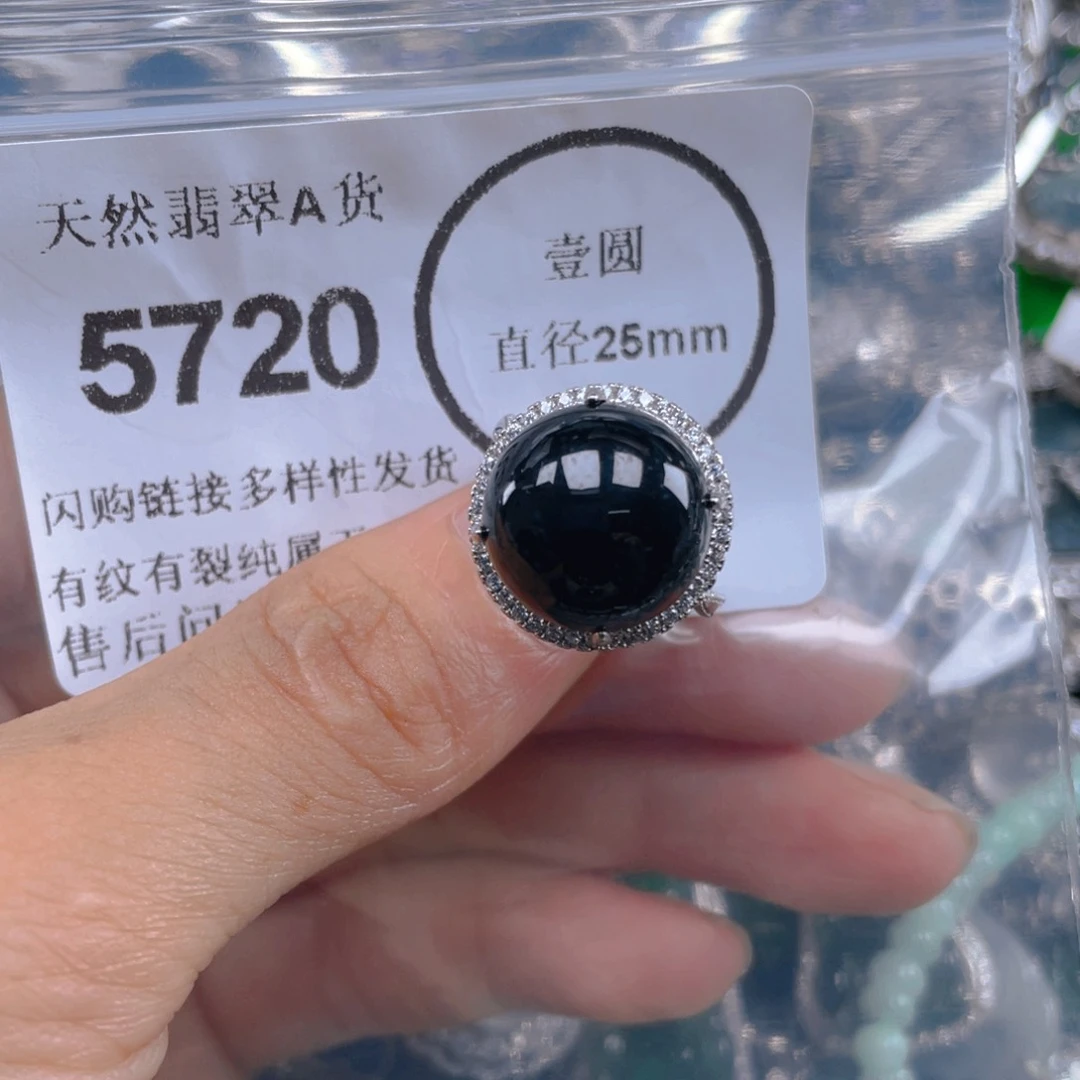 天然翡翠A货
5720
壹圆
直径25mm
闪购链接多样性发货
有纹有裂纯属
售后问